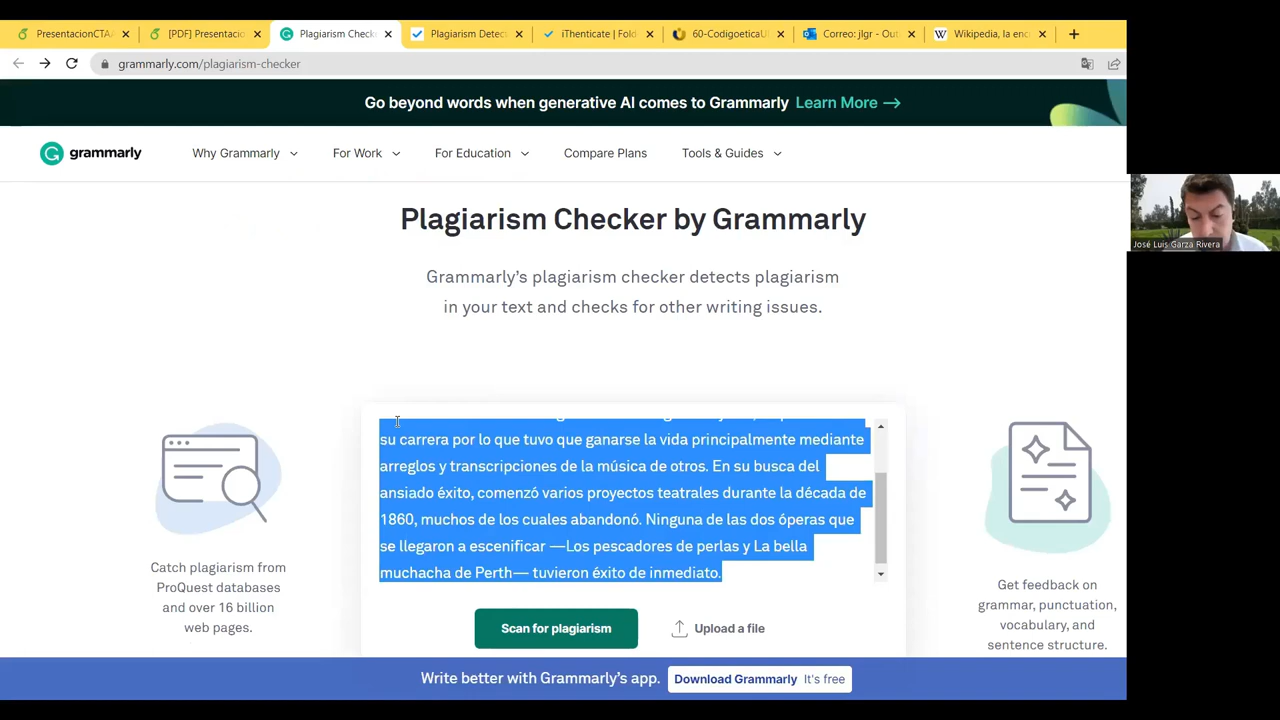 PresentacionCTA
[PDF] Presentacio
Plagiarism Check
Plagiarism Detec
iThenticate | Fold
60-CodigoeticaU
Correo: jlgr - Out
Wikipedia, la enc
grammarly.com/plagiarism-checker
Go beyond words when generative AI comes to Grammarly Learn More →
grammarly
Why Grammarly
For Work
For Education
Compare Plans
Tools & Guides
José Luis Garza Rivera
Plagiarism Checker by Grammarly
Grammarly's plagiarism checker detects plagiarism
in your text and checks for other writing issues.
su carrera por lo que tuvo que ganarse la vida principalmente mediante
arreglos y transcripciones de la música de otros. En su busca del
ansiado éxito, comenzó varios proyectos teatrales durante la década de
1860, muchos de los cuales abandonó. Ninguna de las dos óperas que
se llegaron a escenificar —Los pescadores de perlas y La bella
muchacha de Perth— tuvieron éxito de inmediato.
Catch plagiarism from
ProQuest databases
and over 16 billion
web pages.
Get feedback on
grammar, punctuation,
vocabulary, and
sentence structure.
Scan for plagiarism
Upload a file
Write better with Grammarly's app.
Download Grammarly It's free